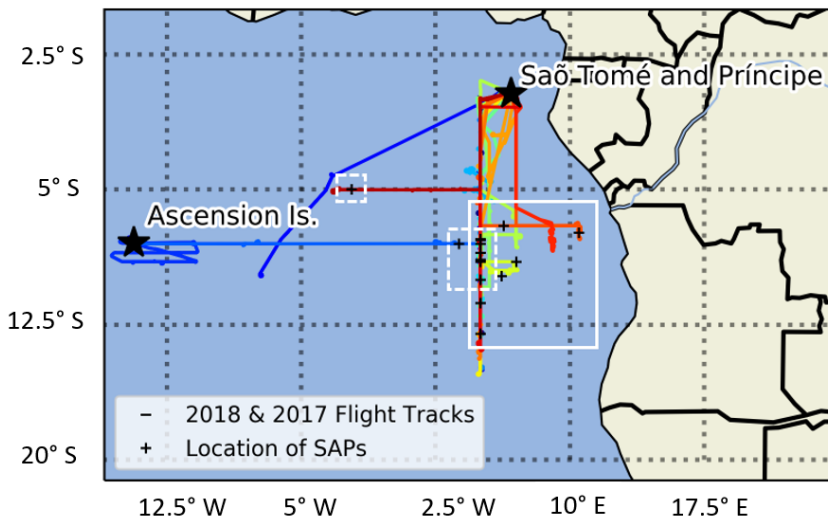 2.5° S
Saõ Tomé and Príncipe
5° S
Ascension Is.
12.5° S
2018 & 2017 Flight Tracks
Location of SAPs
20° S
12.5° W
5° W
2.5° W
10° E
17.5° E